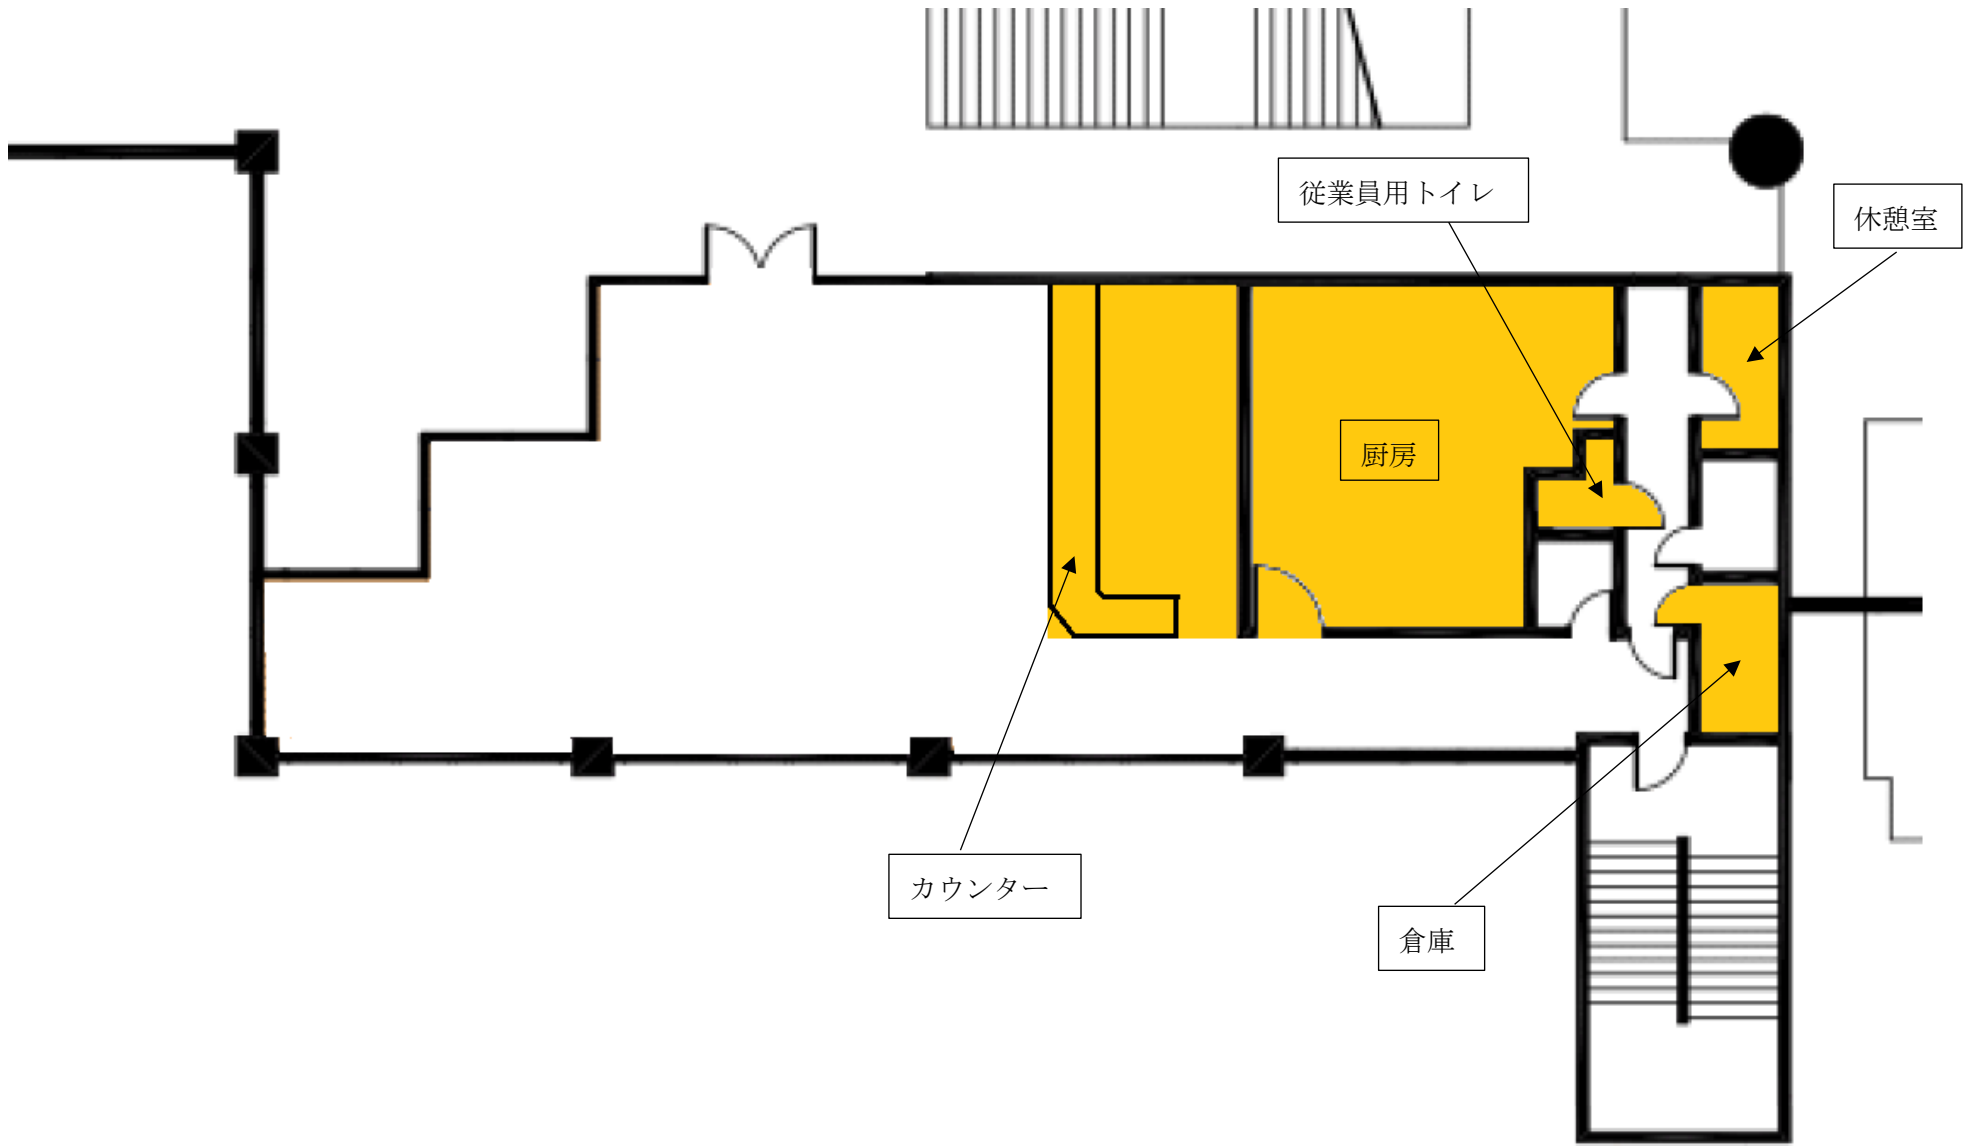 従業員用トイレ
休憩室
厨房
カウンター
倉庫